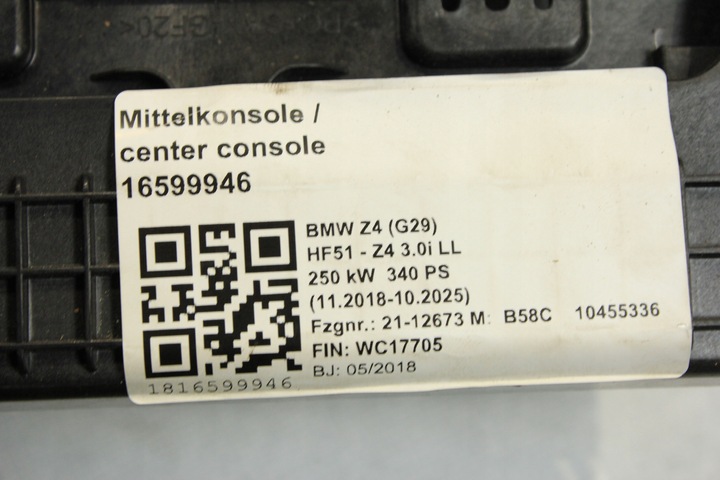 Mittelkonsole /
center console
16599946
BMW Z4 (G29)
HF51 - Z4 3.0i LL
250 kW 340 PS
(11.2018-10.2025)
Fzgnr.: 21-12673 M: B58C 10455336
FIN: WC17705
BJ: 05/2018
1816599946